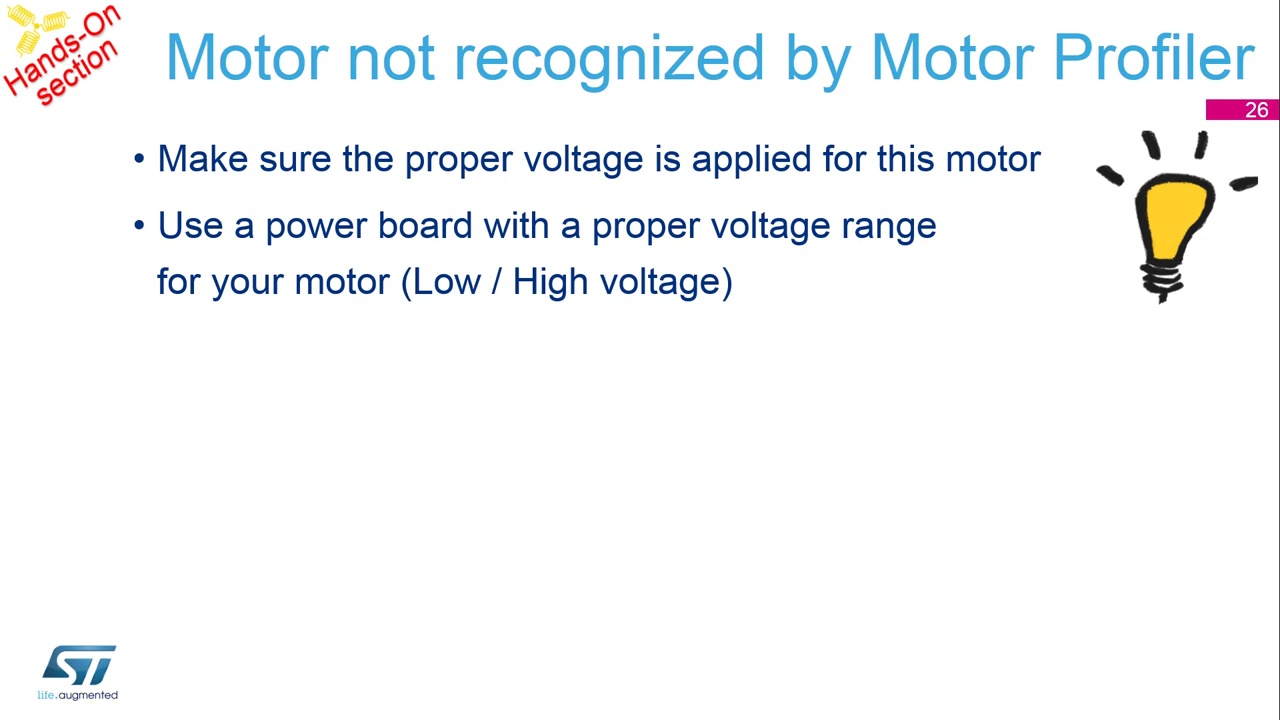 Hands-On
section
Motor not recognized by Motor Profiler
26
• Make sure the proper voltage is applied for this motor
• Use a power board with a proper voltage range
for your motor (Low / High voltage)
ST
life.augmented